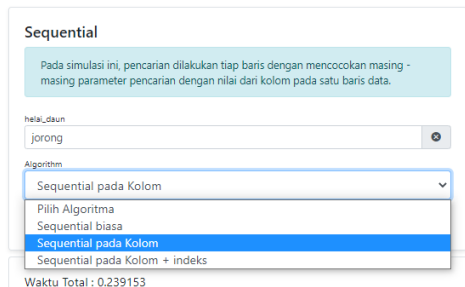 Sequential
Pada simulasi ini, pencarian dilakukan tiap baris dengan mencocokan masing -
masing parameter pencarian dengan nilai dari kolom pada satu baris data.
helai_daun
jorong
Algorithm
Sequential pada Kolom
Pilih Algoritma
Sequential biasa
Sequential pada Kolom
Sequential pada Kolom + indeks
Waktu Total : 0.239153